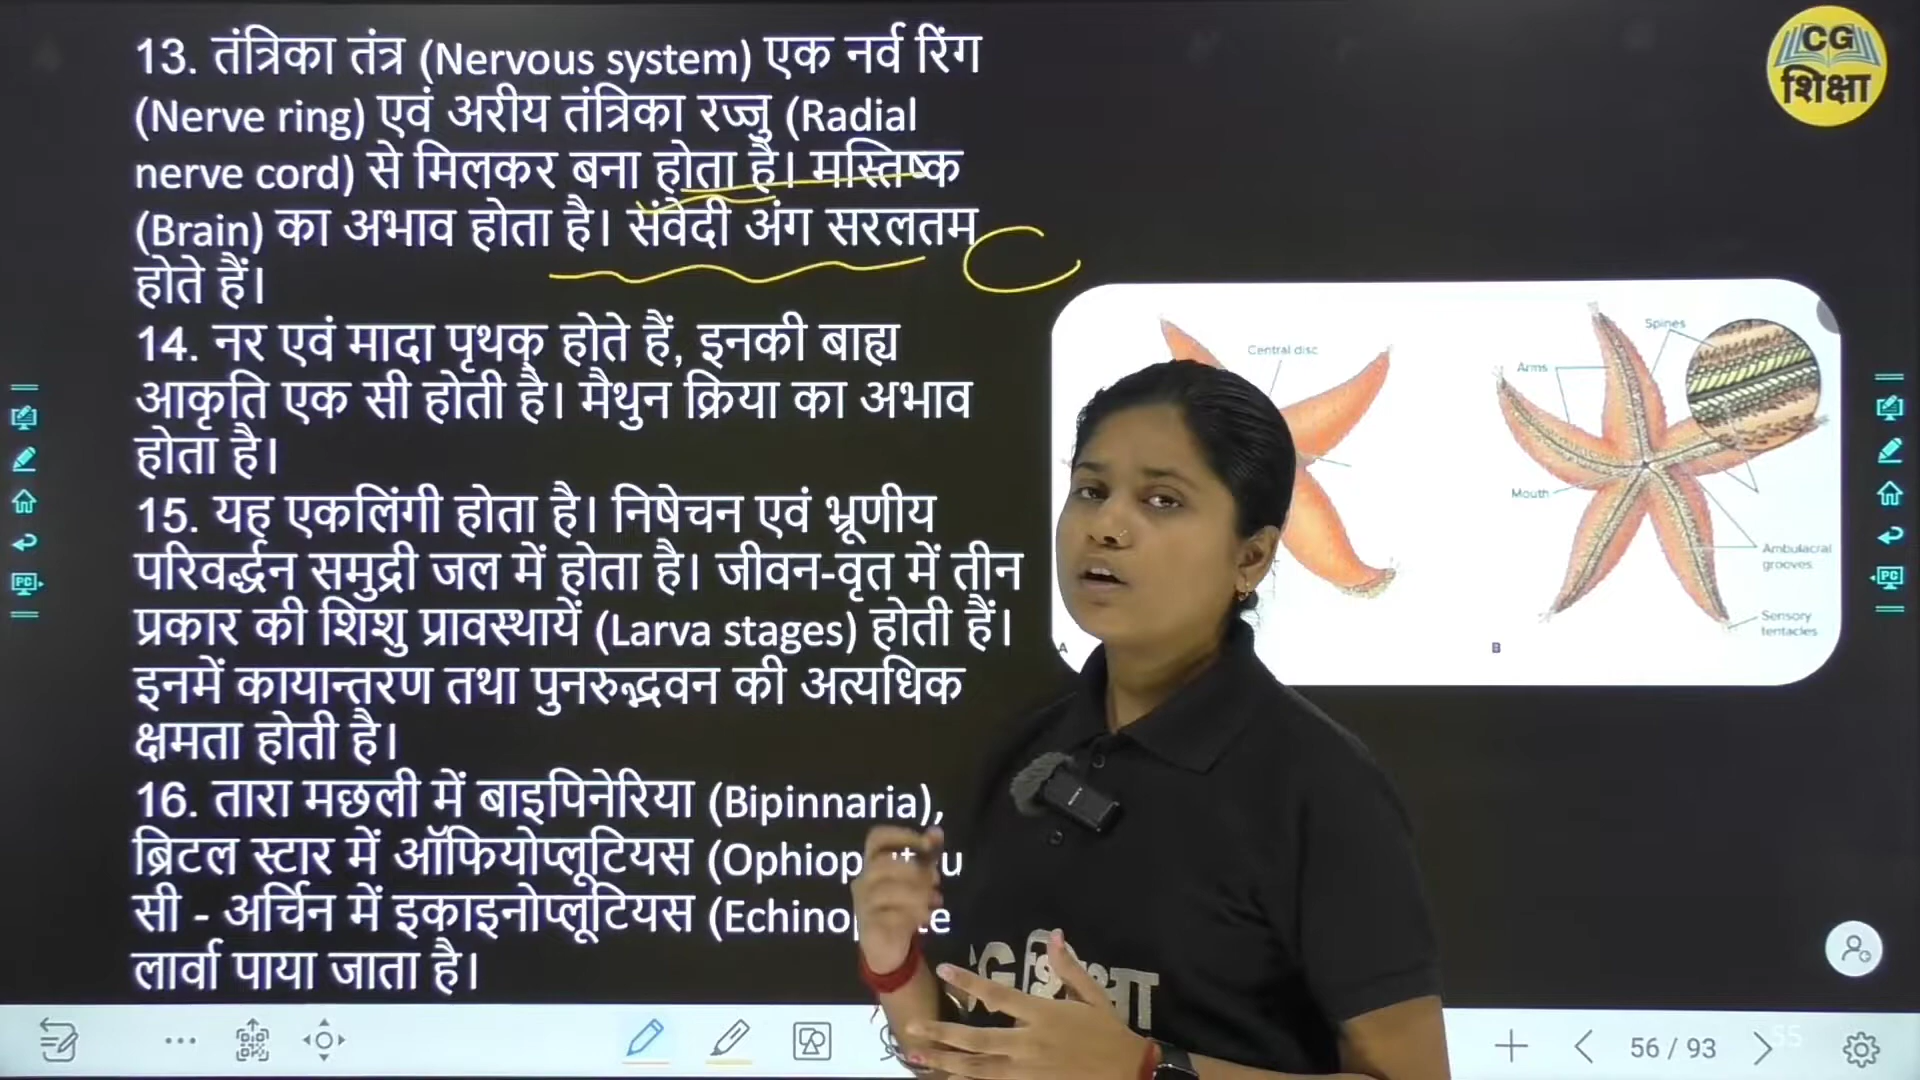 13. तंत्रिका तंत्र (Nervous system) एक नर्व रिंग
(Nerve ring) एवं अरीय तंत्रिका रज्जु (Radial
nerve cord) से मिलकर बना होता है। मस्तिष्क
(Brain) का अभाव होता है। संवेदी अंग सरलतम
होते हैं।
14. नर एवं मादा पृथक् होते हैं, इनकी बाह्य
आकृति एक सी होती है। मैथुन क्रिया का अभाव
होता है।
15. यह एकलिंगी होता है। निषेचन एवं भ्रूणीय
परिवर्द्धन समुद्री जल में होता है। जीवन-वृत में तीन
प्रकार की शिशु प्रावस्थायें (Larva stages) होती हैं।
इनमें कायान्तरण तथा पुनरुद्भवन की अत्यधिक
क्षमता होती है।
16. तारा मछली में बाइपिनेरिया (Bipinnaria),
ब्रिटल स्टार में ऑफियोप्लूटियस
सी - अर्चिन में इकाइनोप्लूटियस
लार्वा पाया जाता है।
CG
शिक्षा
Central disc
A
Spines
Arms
Mouth
Ambulacral
grooves
Sensory
tentacles
B
PC
PC
शिक्षा
56 / 93
55